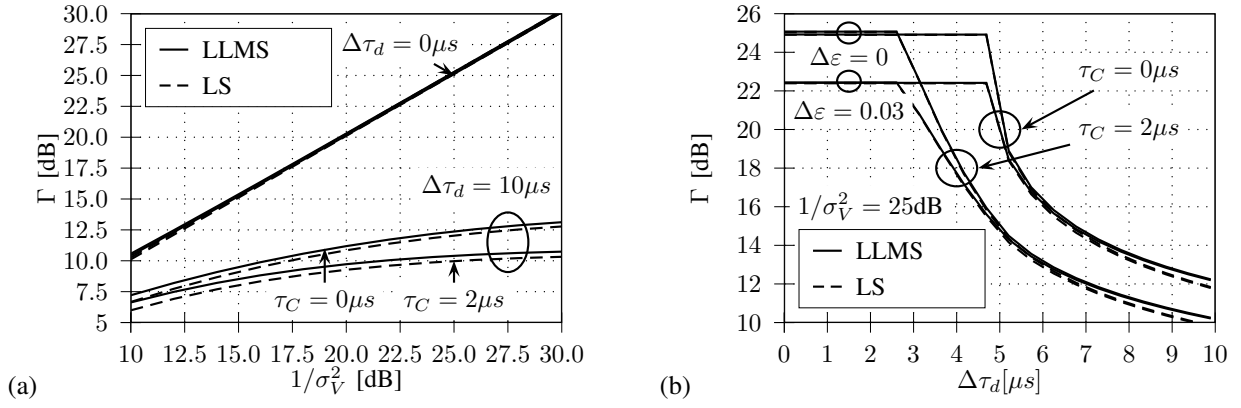 30.0
27.5
25.0
22.5
20.0
17.5
15.0
12.5
10.0
7.5
5
Γ [dB]
LLMS
LS
Δτ_d = 0μs
Δτ_d = 10μs
τ_C = 0μs
τ_C = 2μs
10 12.5 15.0 17.5 20.0 22.5 25.0 27.5 30.0
1/σ_V^2 [dB]
(a)
26
24
22
20
18
16
14
12
10
Γ [dB]
Δε = 0
Δε = 0.03
τ_C = 0μs
τ_C = 2μs
1/σ_V^2 = 25dB
LLMS
LS
0 1 2 3 4 5 6 7 8 9 10
Δτ_d[μs]
(b)